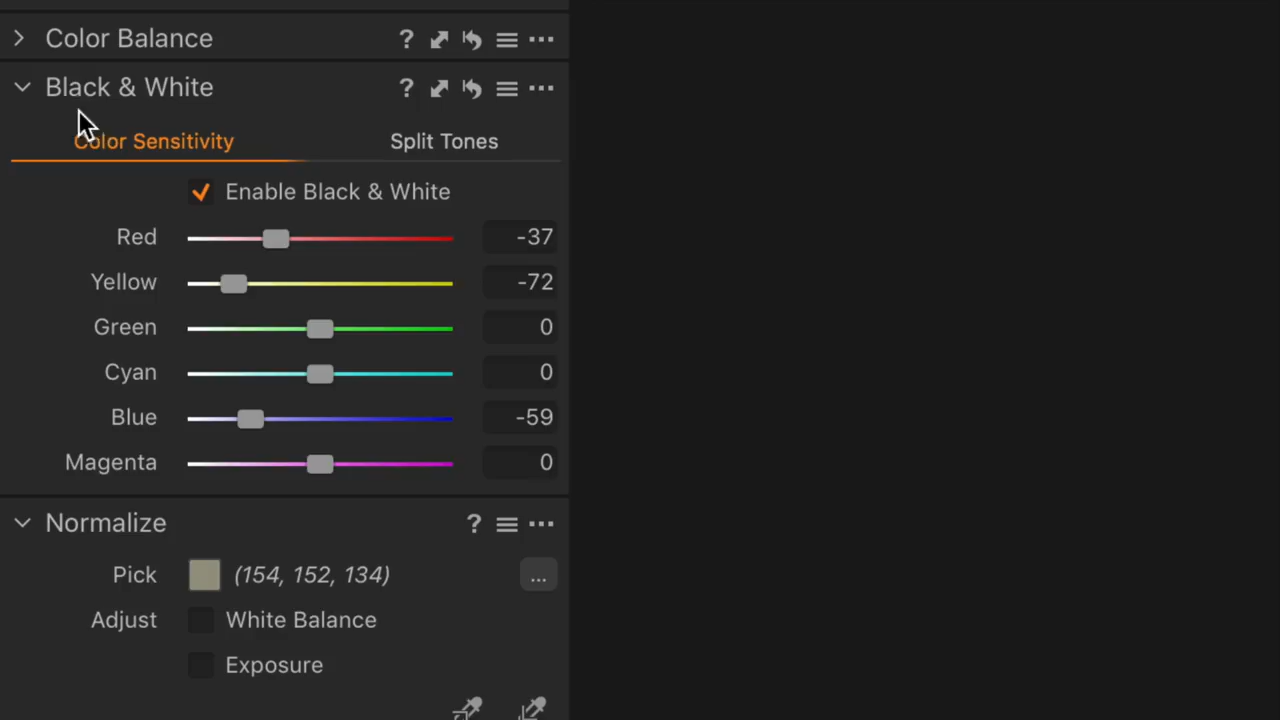 Color Balance ?
Black & White ?
Color Sensitivity Split Tones
Enable Black & White
Red -37
Yellow -72
Green 0
Cyan 0
Blue -59
Magenta 0
Normalize ?
Pick (154, 152, 134) ...
Adjust White Balance
Exposure